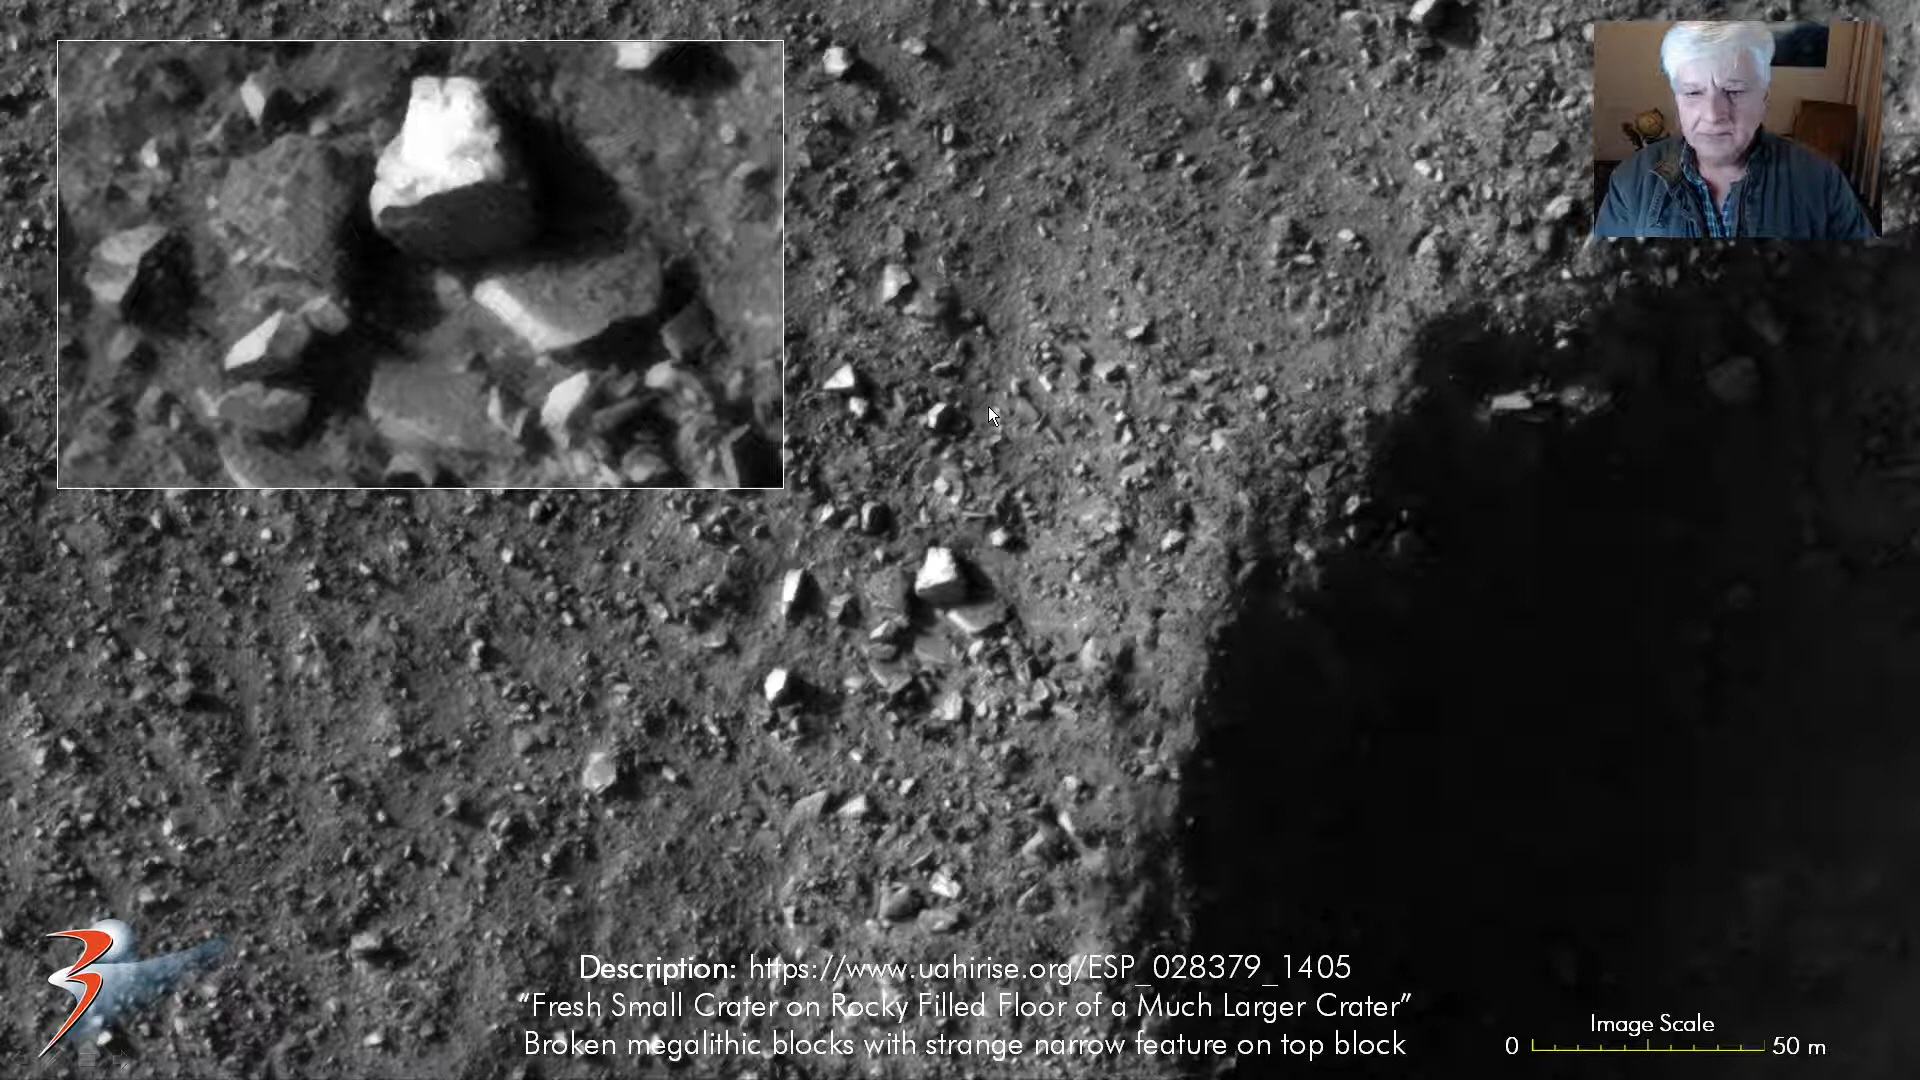 Description: https://www.uahirise.org/ESP_028379_1405
“Fresh Small Crater on Rocky Filled Floor of a Much Larger Crater”
Broken megalithic blocks with strange narrow feature on top block
Image Scale
0 50 m